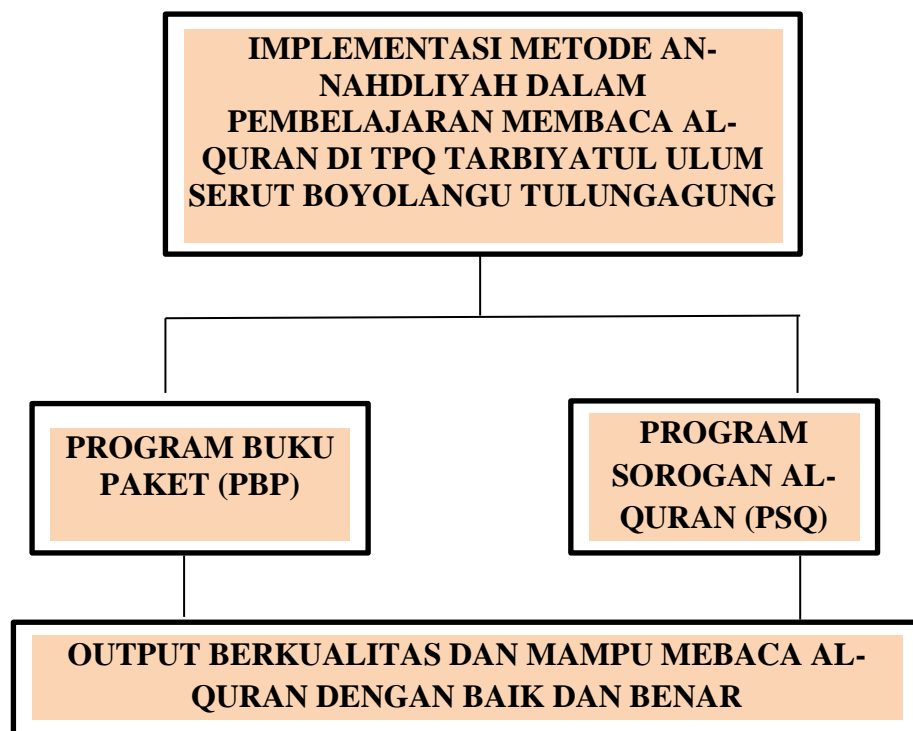 IMPLEMENTASI METODE AN-
NAHDLIYAH DALAM
PEMBELAJARAN MEMBACA AL-
QURAN DI TPQ TARBIYATUL ULUM
SERUT BOYOLANGU TULUNGAGUNG
PROGRAM BUKU
PAKET (PBP)
PROGRAM
SOROGAN AL-
QURAN (PSQ)
OUTPUT BERKUALITAS DAN MAMPU MEBACA AL-
QURAN DENGAN BAIK DAN BENAR